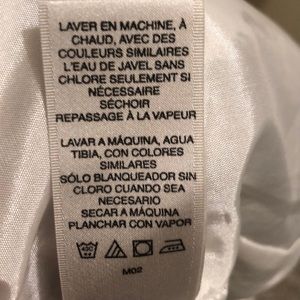 LAVER EN MACHINE, À
CHAUD, AVEC DES
COULEURS SIMILAIRES
L'EAU DE JAVEL SANS
CHLORE SEULEMENT SI
NÉCESSAIRE
SÉCHOIR
REPASSAGE À LA VAPEUR
LAVAR A MÁQUINA, AGUA
TIBIA, CON COLORES
SIMILARES
SÓLO BLANQUEADOR SIN
CLORO CUANDO SEA
NECESARIO
SECAR A MÁQUINA
PLANCHAR CON VAPOR
40C
M02